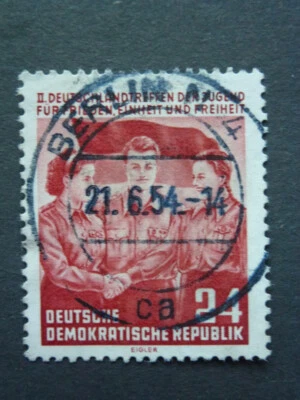 II. DEUTSCHLANDTREFFEN DER JUGEND
FÜR FRIEDEN, EINHEIT UND FREIHEIT
BERLIN 4
21.6.54.-14
ca
24
DEUTSCHE
DEMOKRATISCHE REPUBLIK
EIGLER